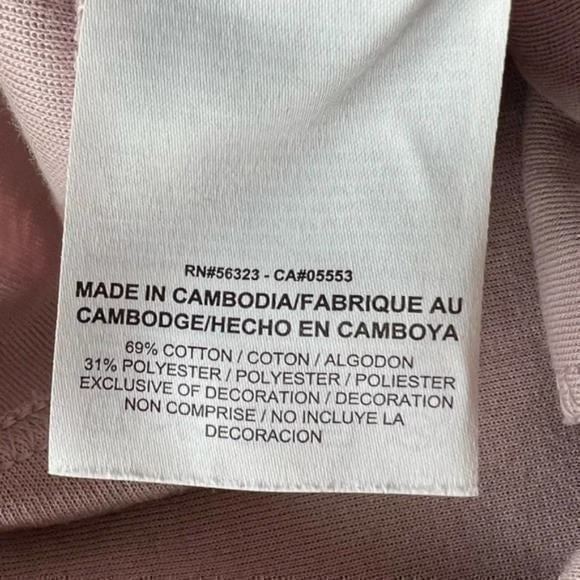 RN#56323 - CA#05553
MADE IN CAMBODIA/FABRIQUE AU
CAMBODGE/HECHO EN CAMBOYA
69% COTTON / COTON / ALGODON
31% POLYESTER / POLYESTER / POLIESTER
EXCLUSIVE OF DECORATION / DECORATION
NON COMPRISE / NO INCLUYE LA
DECORACION